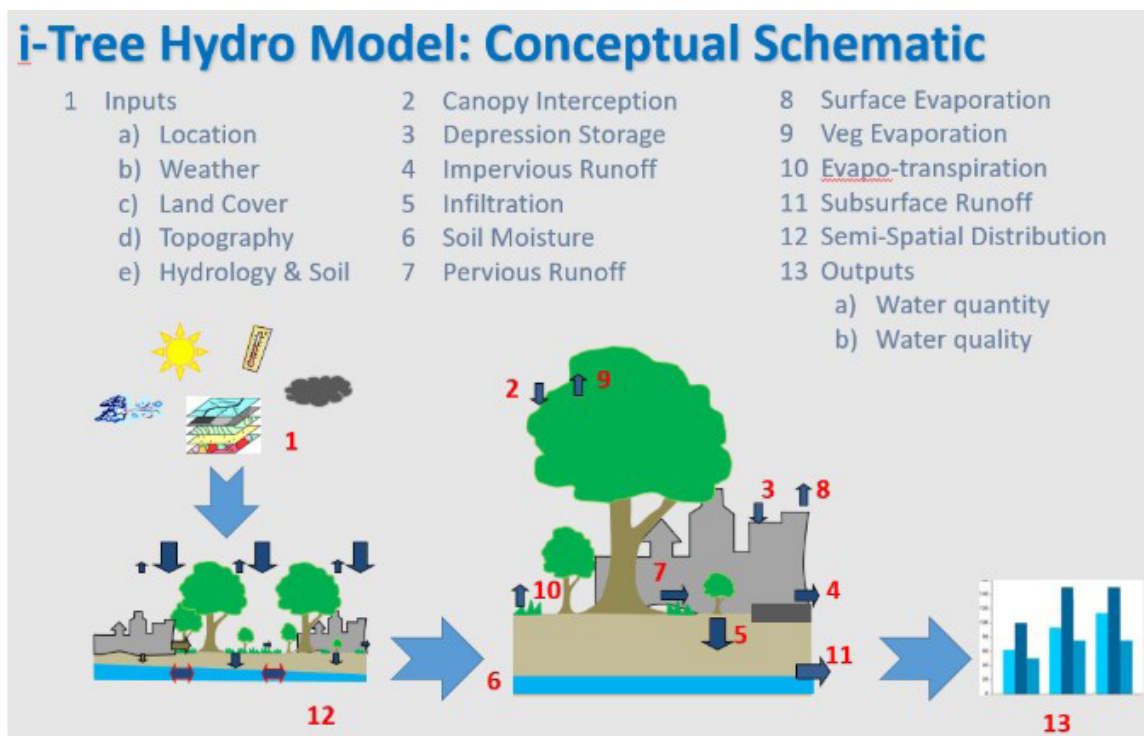 i-Tree Hydro Model: Conceptual Schematic
1 Inputs
a) Location
b) Weather
c) Land Cover
d) Topography
e) Hydrology & Soil
2 Canopy Interception
3 Depression Storage
4 Impervious Runoff
5 Infiltration
6 Soil Moisture
7 Pervious Runoff
8 Surface Evaporation
9 Veg Evaporation
10 Evapo-transpiration
11 Subsurface Runoff
12 Semi-Spatial Distribution
13 Outputs
a) Water quantity
b) Water quality
1
2
9
3
8
10
7
4
5
11
6
12
13